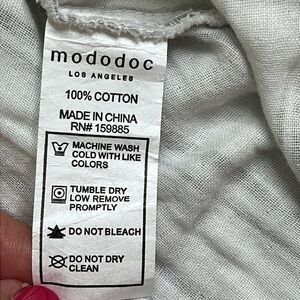 mododoc
LOS ANGELES
100% COTTON
MADE IN CHINA
RN# 159885
MACHINE WASH
COLD WITH LIKE
COLORS
TUMBLE DRY
LOW REMOVE
PROMPTLY
DO NOT BLEACH
DO NOT DRY
CLEAN